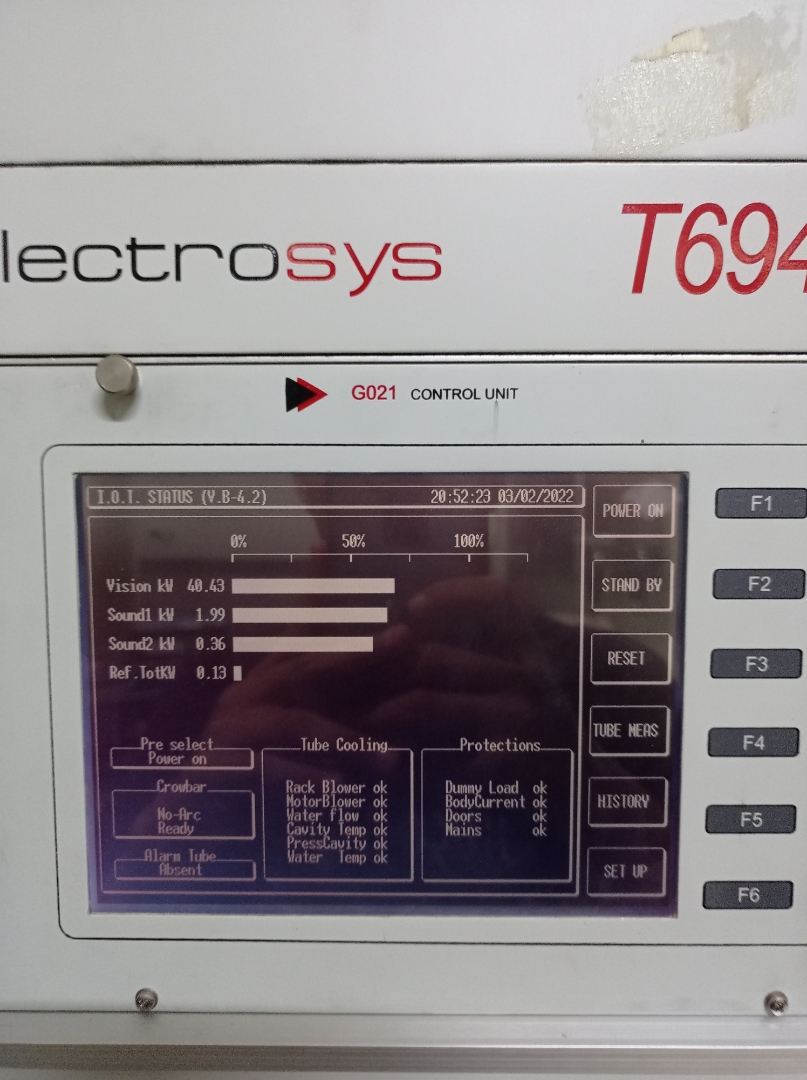 lectrosys T694
G021 CONTROL UNIT
I.O.T. STATUS (V.B-4.2) 20:52:23 03/02/2022
0% 50% 100%
Vision kW 40.43
Sound1 kW 1.99
Sound2 kW 0.36
Ref.TotKW 0.13
Pre select
Power on
Crowbar
No-Arc
Ready
Alarm Tube
Absent
Tube Cooling
Rack Blower ok
MotorBlower ok
Water flow ok
Cavity Temp ok
PressCavity ok
Water Temp ok
Protections
Dummy Load ok
BodyCurrent ok
Doors ok
Mains ok
POWER ON F1
STAND BY F2
RESET F3
TUBE MEAS F4
HISTORY F5
SET UP F6